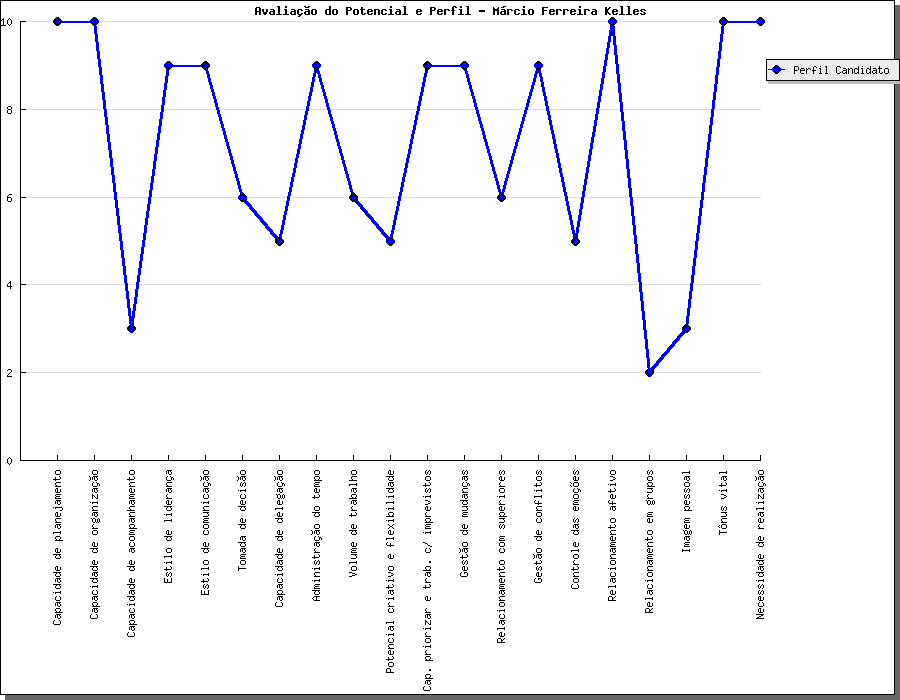 Avaliação do Potencial e Perfil - Márcio Ferreira Kelles
10
8
6
4
2
0
Perfil Candidato
Capacidade de planejamento
Capacidade de organização
Capacidade de acompanhamento
Estilo de liderança
Estilo de comunicação
Tomada de decisão
Capacidade de delegação
Administração do tempo
Volume de trabalho
Potencial criativo e flexibilidade
Cap. priorizar e trab. c/ imprevistos
Gestão de mudanças
Relacionamento com superiores
Gestão de conflitos
Controle das emoções
Relacionamento afetivo
Relacionamento em grupos
Imagem pessoal
Tônus vital
Necessidade de realização